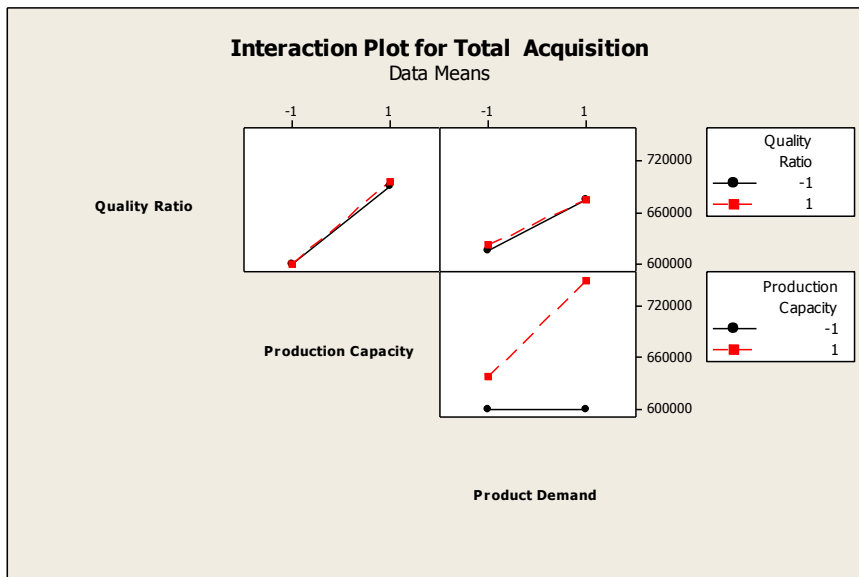 Interaction Plot for Total Acquisition
Data Means
-1 1 -1 1
Quality Ratio
720000
660000
600000
Quality
Ratio
-1
1
Production Capacity
720000
660000
600000
Production
Capacity
-1
1
Product Demand